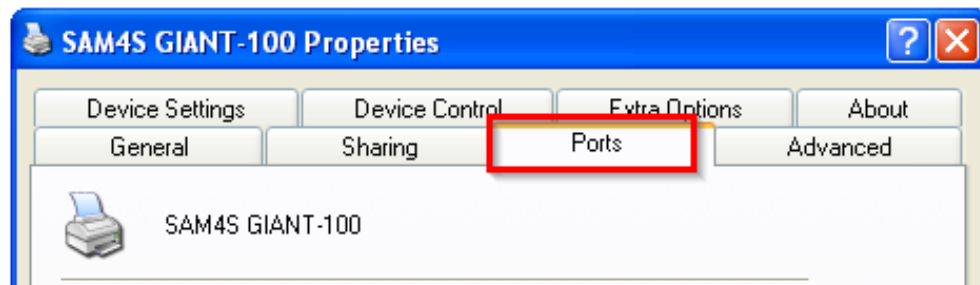 SAM4S GIANT-100 Properties
Device Settings Device Control Extra Options About
General Sharing Ports Advanced
SAM4S GIANT-100